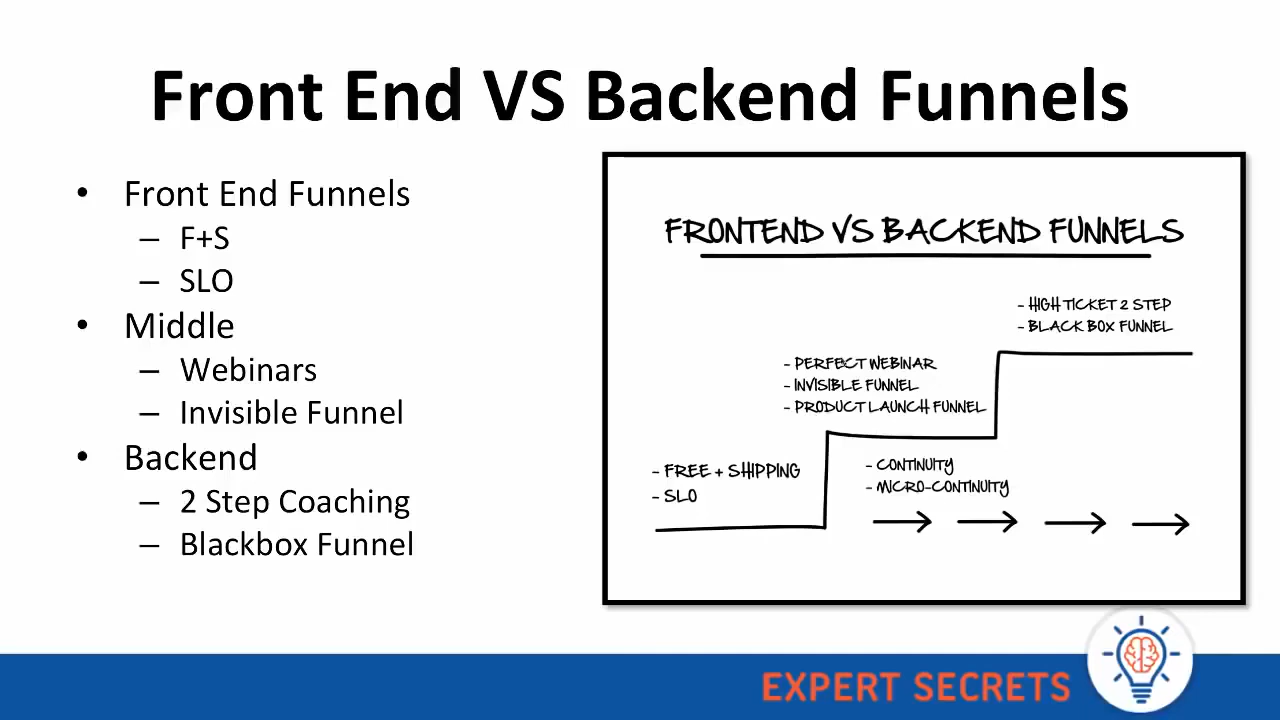 Front End VS Backend Funnels
• Front End Funnels
– F+S
– SLO
• Middle
– Webinars
– Invisible Funnel
• Backend
– 2 Step Coaching
– Blackbox Funnel
FRONTEND VS BACKEND FUNNELS
- HIGH TICKET 2 STEP
- BLACK BOX FUNNEL
- PERFECT WEBINAR
- INVISIBLE FUNNEL
- PRODUCT LAUNCH FUNNEL
- FREE + SHIPPING
- SLO
- CONTINUITY
- MICRO-CONTINUITY
EXPERT SECRETS